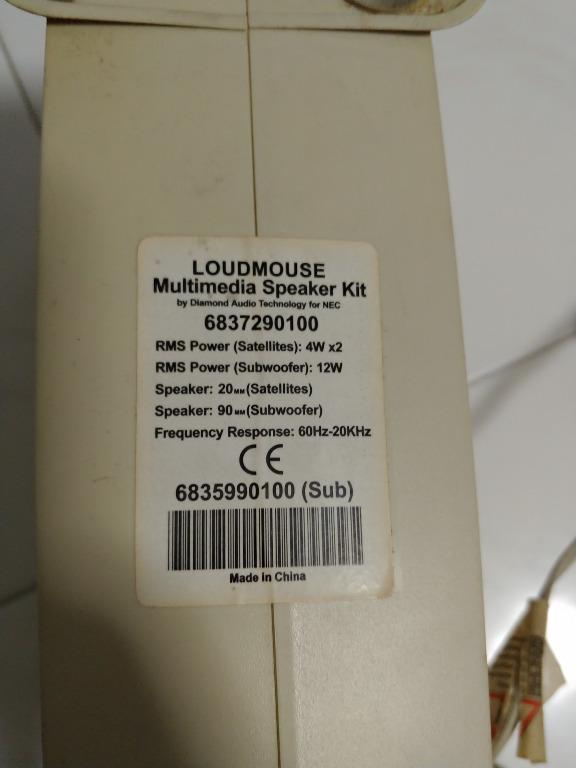 LOUDMOUSE
Multimedia Speaker Kit
by Diamond Audio Technology for NEC
6837290100
RMS Power (Satellites): 4W x2
RMS Power (Subwoofer): 12W
Speaker: 20MM(Satellites)
Speaker: 90MM(Subwoofer)
Frequency Response: 60Hz-20KHz
CE
6835990100 (Sub)
Made in China